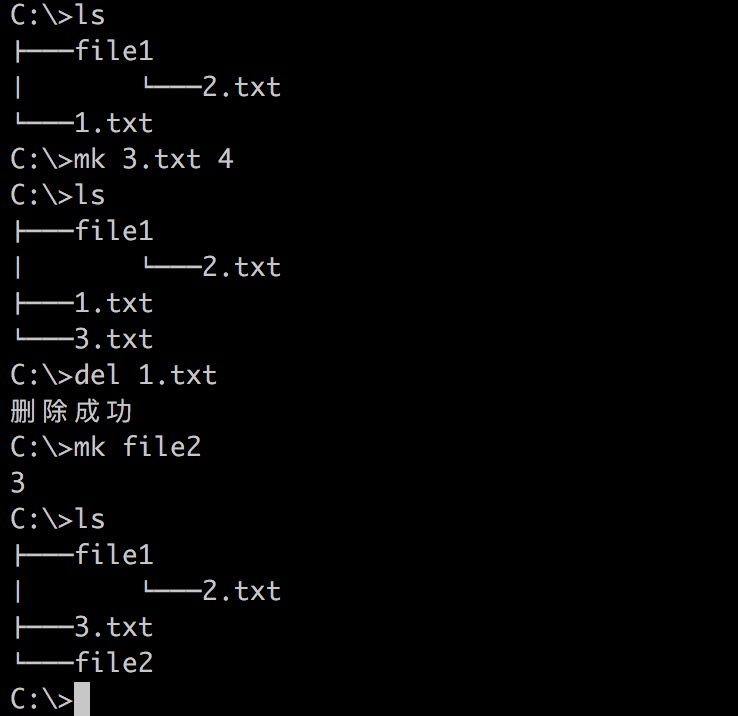 C:\>ls
├───file1
│       └───2.txt
└───1.txt
C:\>mk 3.txt 4
C:\>ls
├───file1
│       └───2.txt
├───1.txt
└───3.txt
C:\>del 1.txt
删除成功
C:\>mk file2
3
C:\>ls
├───file1
│       └───2.txt
├───3.txt
└───file2
C:\>